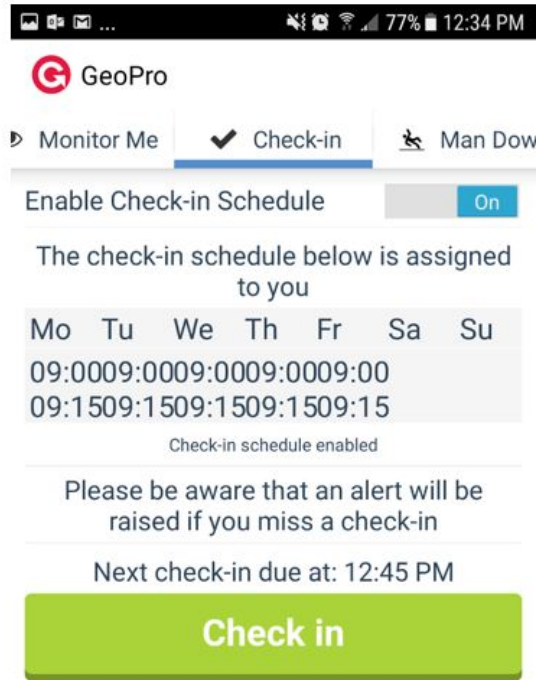 ... 77% 12:34 PM
GeoPro
Monitor Me Check-in Man Dow
Enable Check-in Schedule On
The check-in schedule below is assigned
to you
Mo Tu We Th Fr Sa Su
09:0009:0009:0009:0009:00
09:1509:1509:1509:1509:15
Check-in schedule enabled
Please be aware that an alert will be
raised if you miss a check-in
Next check-in due at: 12:45 PM
Check in